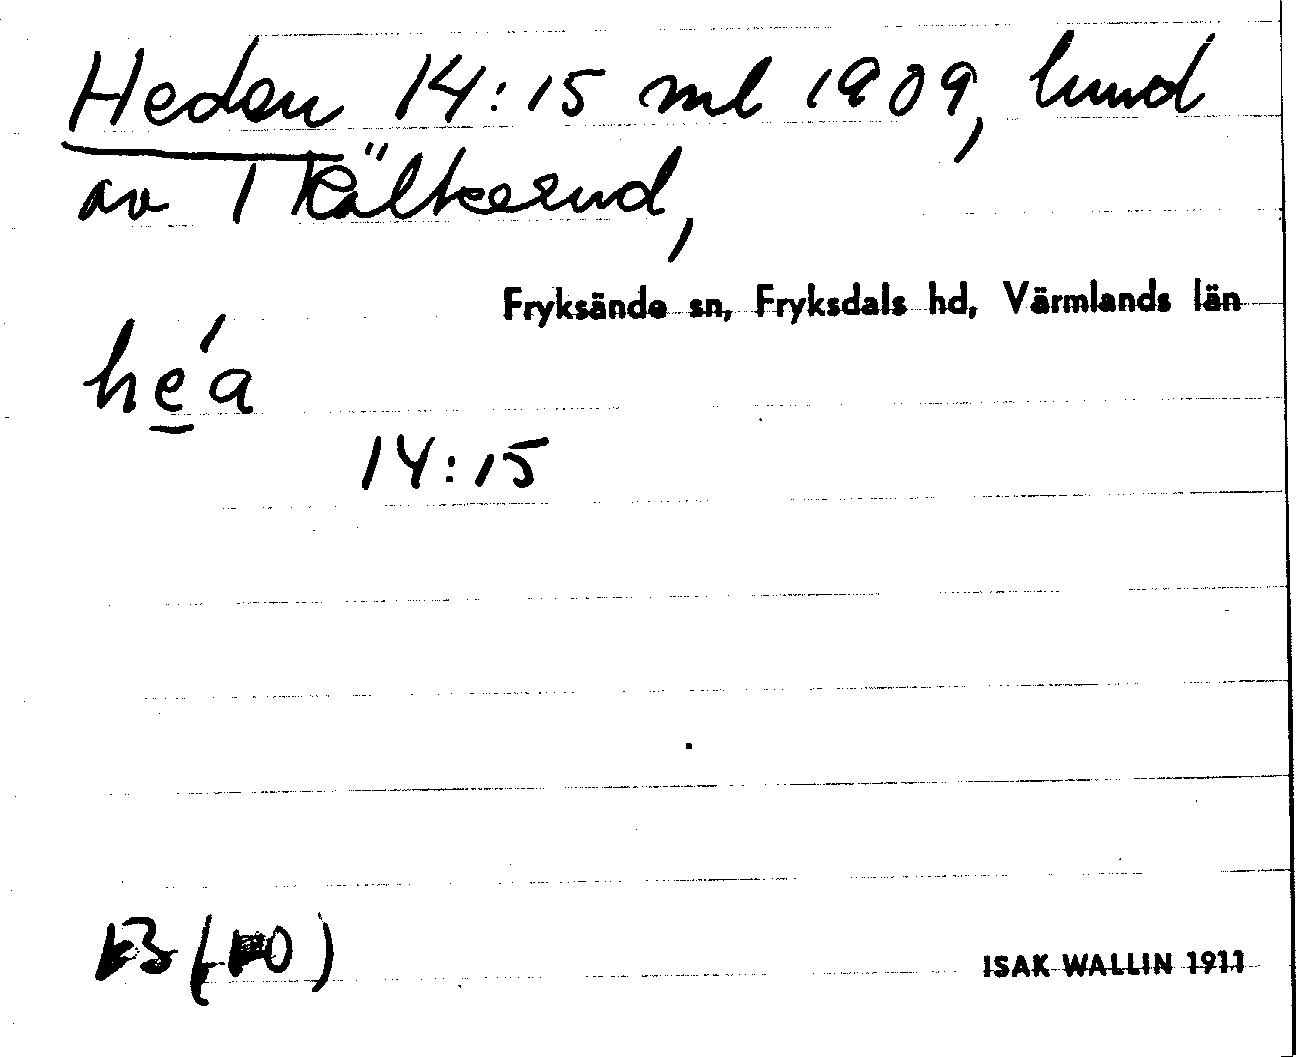 Heden 14:15 ml 1909, lund
av 1 Kälkerud,
Fryksände sn, Fryksdals hd, Värmlands län
he̲´a
14:15
ISAK WALLIN 1911